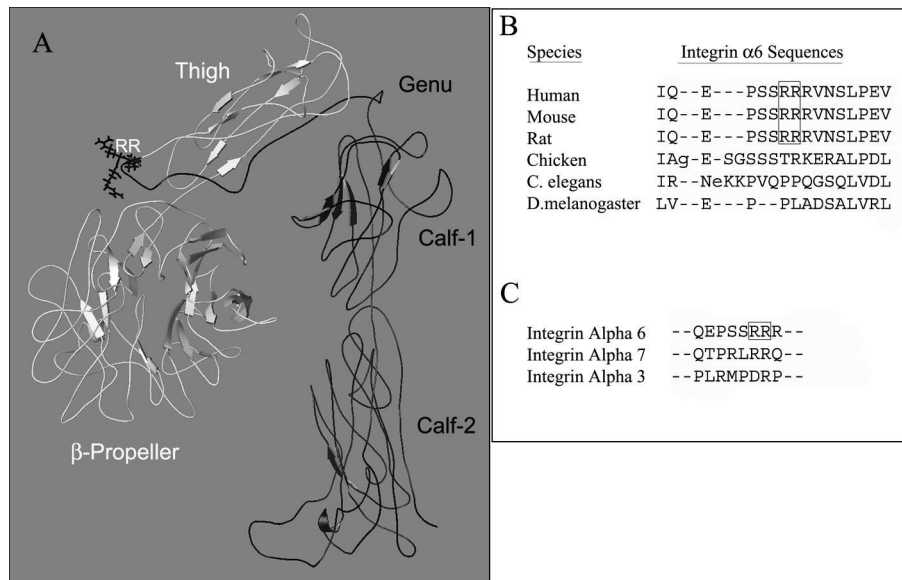 A
Thigh
Genu
RR
Calf-1
β-Propeller
Calf-2
B
Species Integrin α6 Sequences
Human IQ--E---PSSRRRVNSLPEV
Mouse IQ--E---PSSRRRVNSLPEV
Rat IQ--E---PSSRRRVNSLPEV
Chicken IAg-E-SGSSSTRKERALPDL
C. elegans IR--NeKKPVQPPQGSQLVDL
D.melanogaster LV--E---P--PLADSALVRL
C
Integrin Alpha 6 --QEPSSRRR--
Integrin Alpha 7 --QTPRLRRQ--
Integrin Alpha 3 --PLRMPDRP--